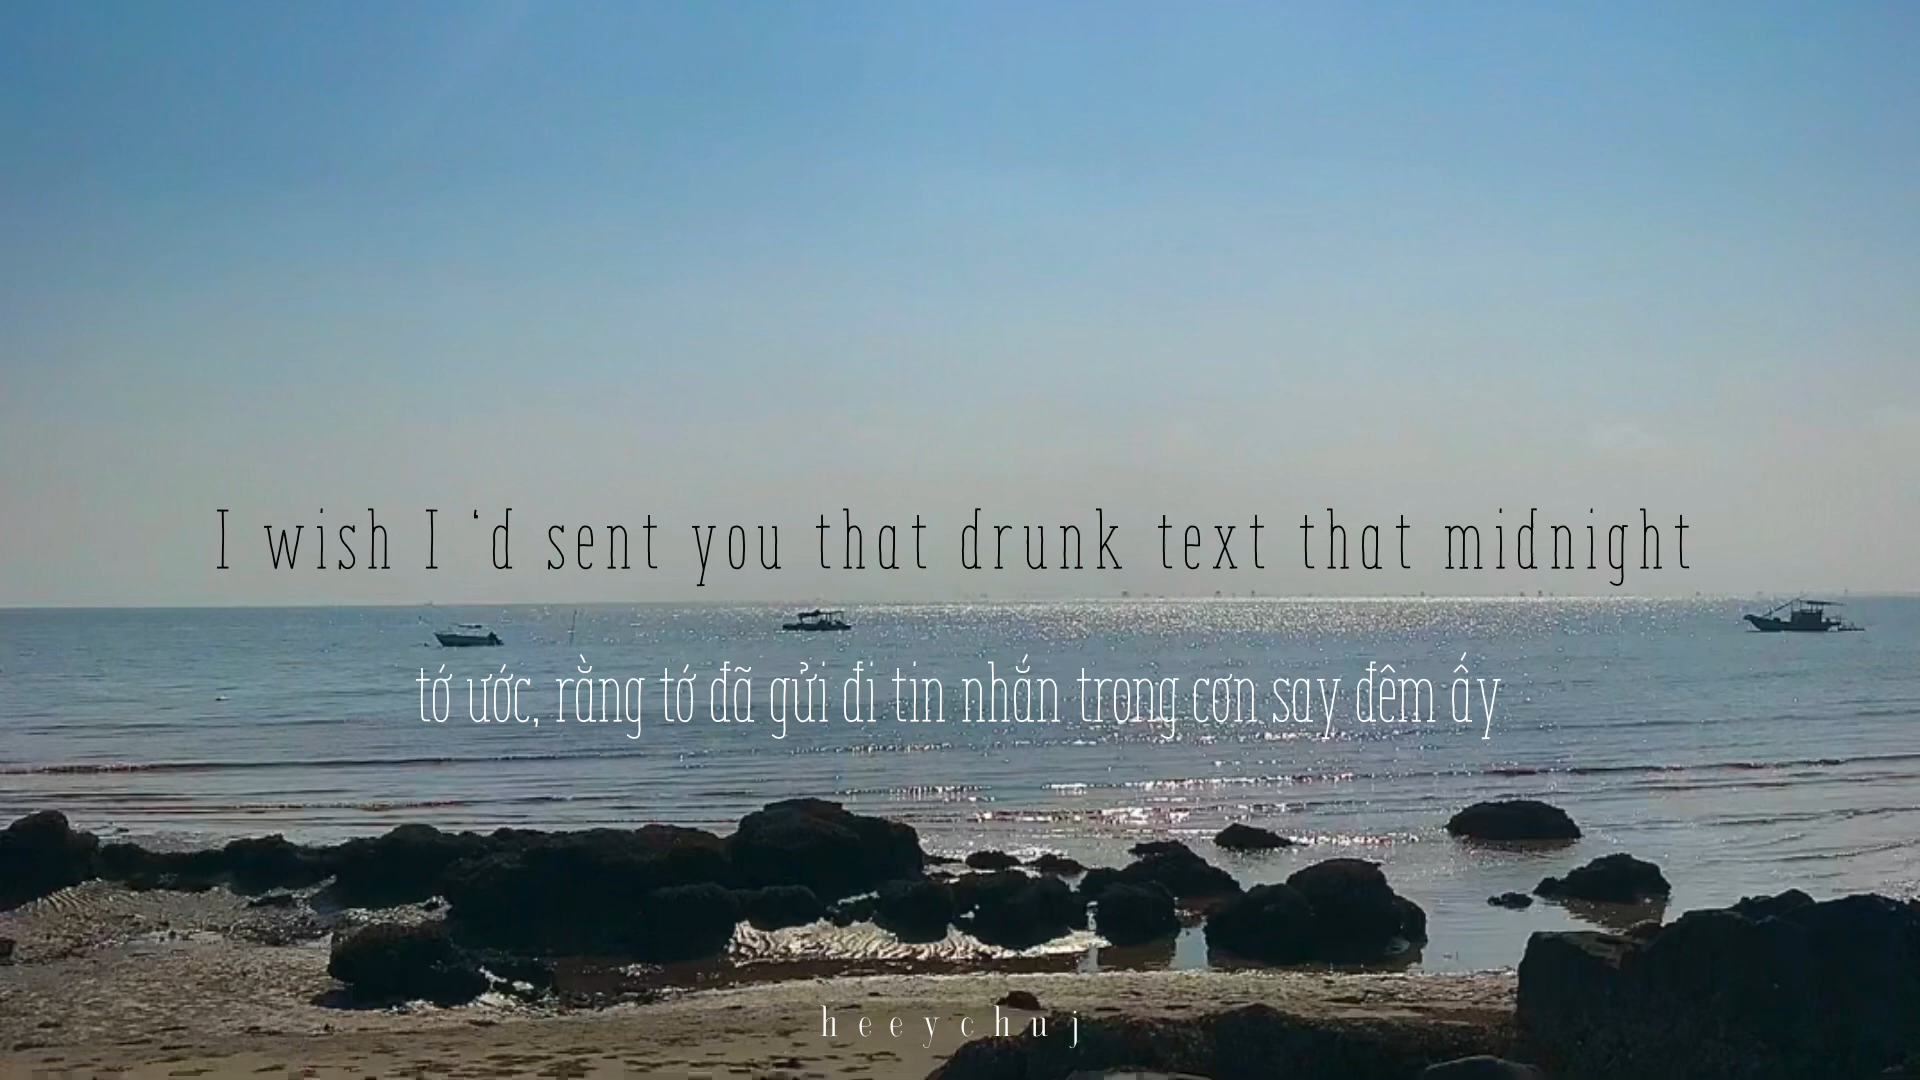 I wish I 'd sent you that drunk text that midnight
tớ ước, rằng tớ đã gửi đi tin nhắn trong cơn say đêm ấy
heeychuj